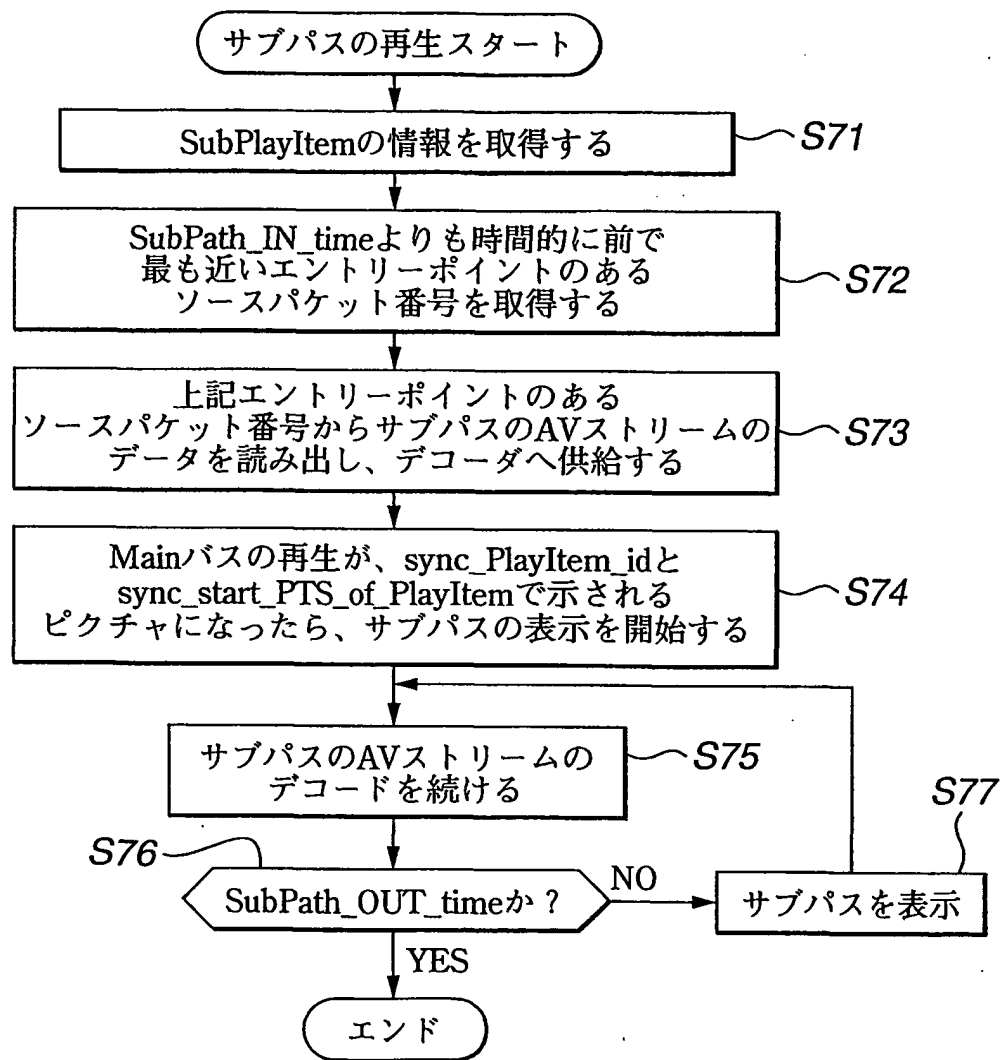 サブパスの再生スタート
SubPlayItemの情報を取得する
S71
SubPath_IN_timeよりも時間的に前で
最も近いエントリーポイントのある
ソースパケット番号を取得する
S72
上記エントリーポイントのある
ソースパケット番号からサブパスのAVストリームの
データを読み出し、デコーダへ供給する
S73
Mainパスの再生が、sync_PlayItem_idと
sync_start_PTS_of_PlayItemで示される
ピクチャになったら、サブパスの表示を開始する
S74
サブパスのAVストリームの
デコードを続ける
S75
S76
SubPath_OUT_timeか？
NO
サブパスを表示
S77
YES
エンド